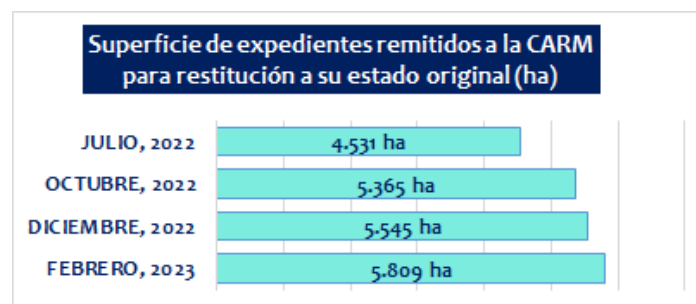 Superficie de expedientes remitidos a la CARM
para restitución a su estado original (ha)
JULIO, 2022 4.531 ha
OCTUBRE, 2022 5.365 ha
DICIEMBRE, 2022 5.545 ha
FEBRERO, 2023 5.809 ha